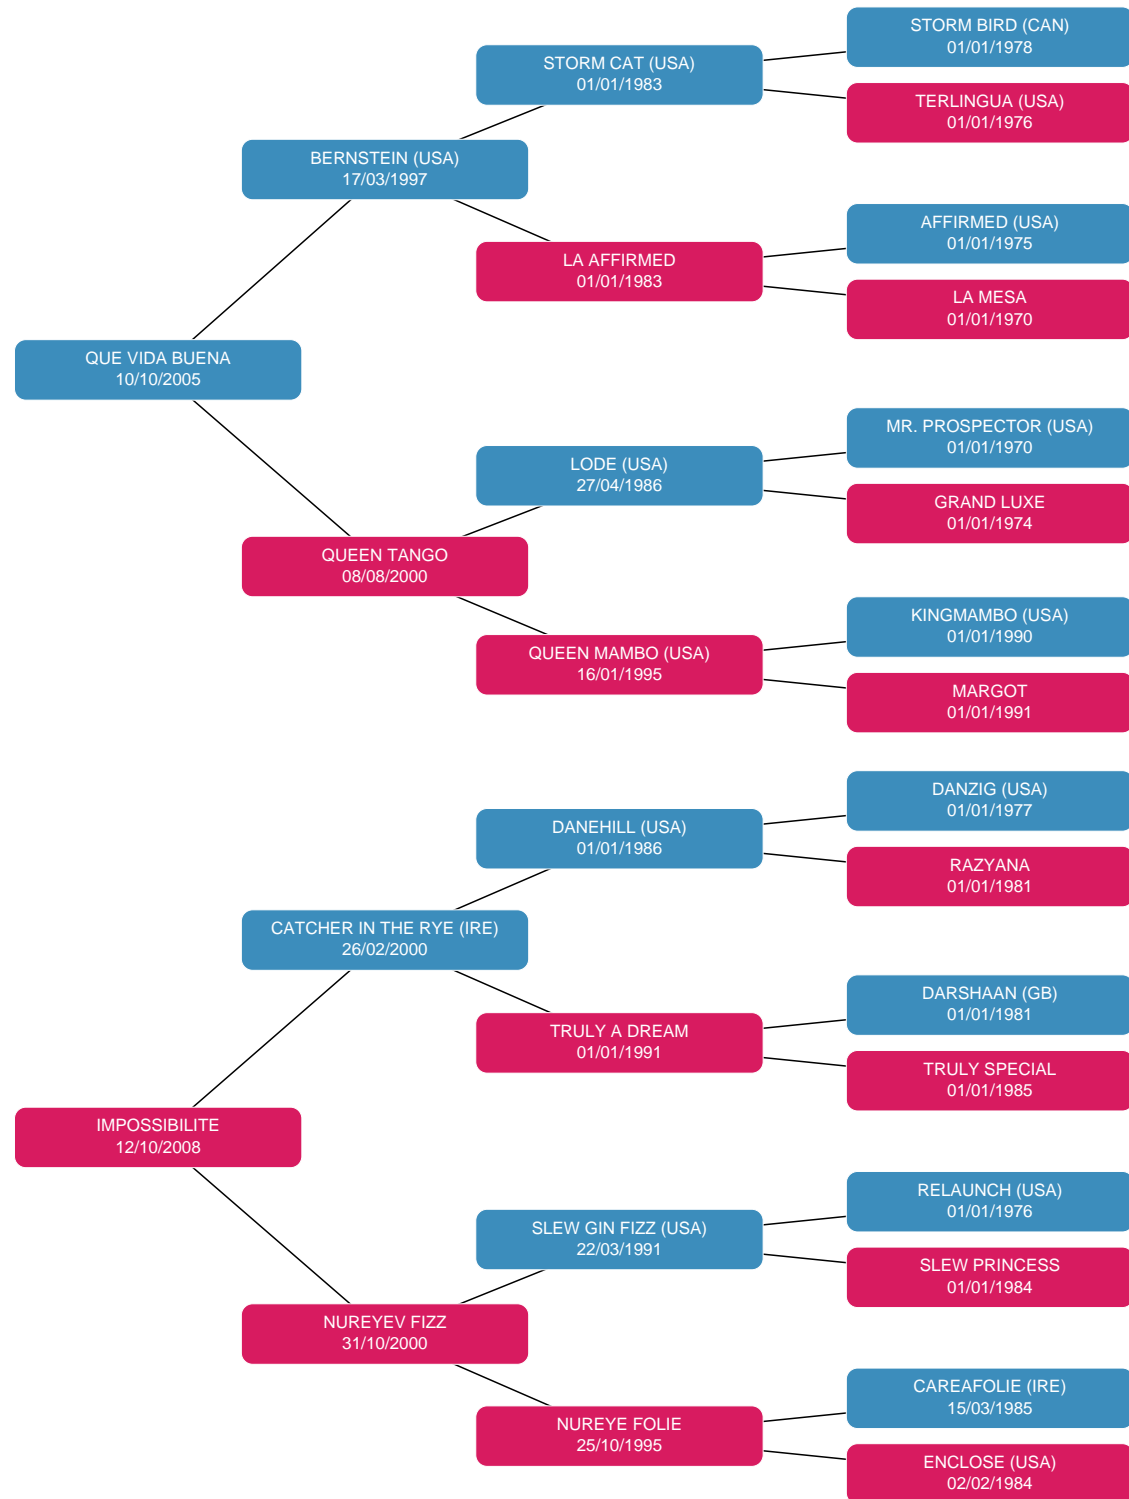 STORM BIRD (CAN)
01/01/1978
STORM CAT (USA)
01/01/1983
TERLINGUA (USA)
01/01/1976
BERNSTEIN (USA)
17/03/1997
AFFIRMED (USA)
01/01/1975
LA AFFIRMED
01/01/1983
LA MESA
01/01/1970
QUE VIDA BUENA
10/10/2005
MR. PROSPECTOR (USA)
01/01/1970
LODE (USA)
27/04/1986
GRAND LUXE
01/01/1974
QUEEN TANGO
08/08/2000
KINGMAMBO (USA)
01/01/1990
QUEEN MAMBO (USA)
16/01/1995
MARGOT
01/01/1991
DANZIG (USA)
01/01/1977
DANEHILL (USA)
01/01/1986
RAZYANA
01/01/1981
CATCHER IN THE RYE (IRE)
26/02/2000
DARSHAAN (GB)
01/01/1981
TRULY A DREAM
01/01/1991
TRULY SPECIAL
01/01/1985
IMPOSSIBILITE
12/10/2008
RELAUNCH (USA)
01/01/1976
SLEW GIN FIZZ (USA)
22/03/1991
SLEW PRINCESS
01/01/1984
NUREYEV FIZZ
31/10/2000
CAREAFOLIE (IRE)
15/03/1985
NUREYE FOLIE
25/10/1995
ENCLOSE (USA)
02/02/1984